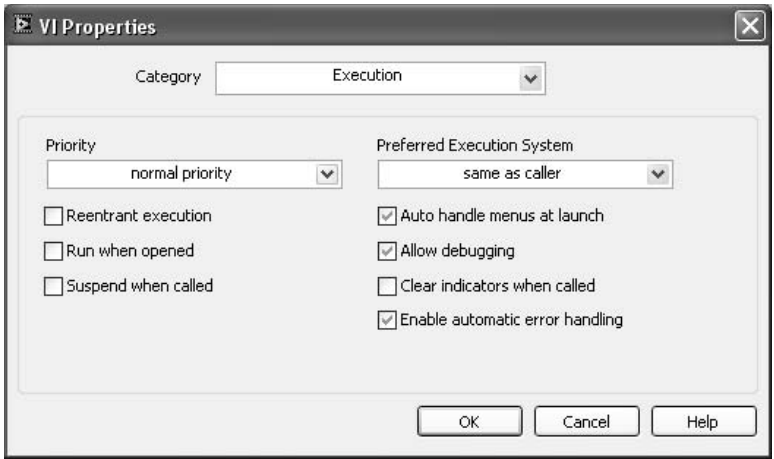 VI Properties
Category Execution
Priority Preferred Execution System
normal priority same as caller
Reentrant execution Auto handle menus at launch
Run when opened Allow debugging
Suspend when called Clear indicators when called
Enable automatic error handling
OK Cancel Help